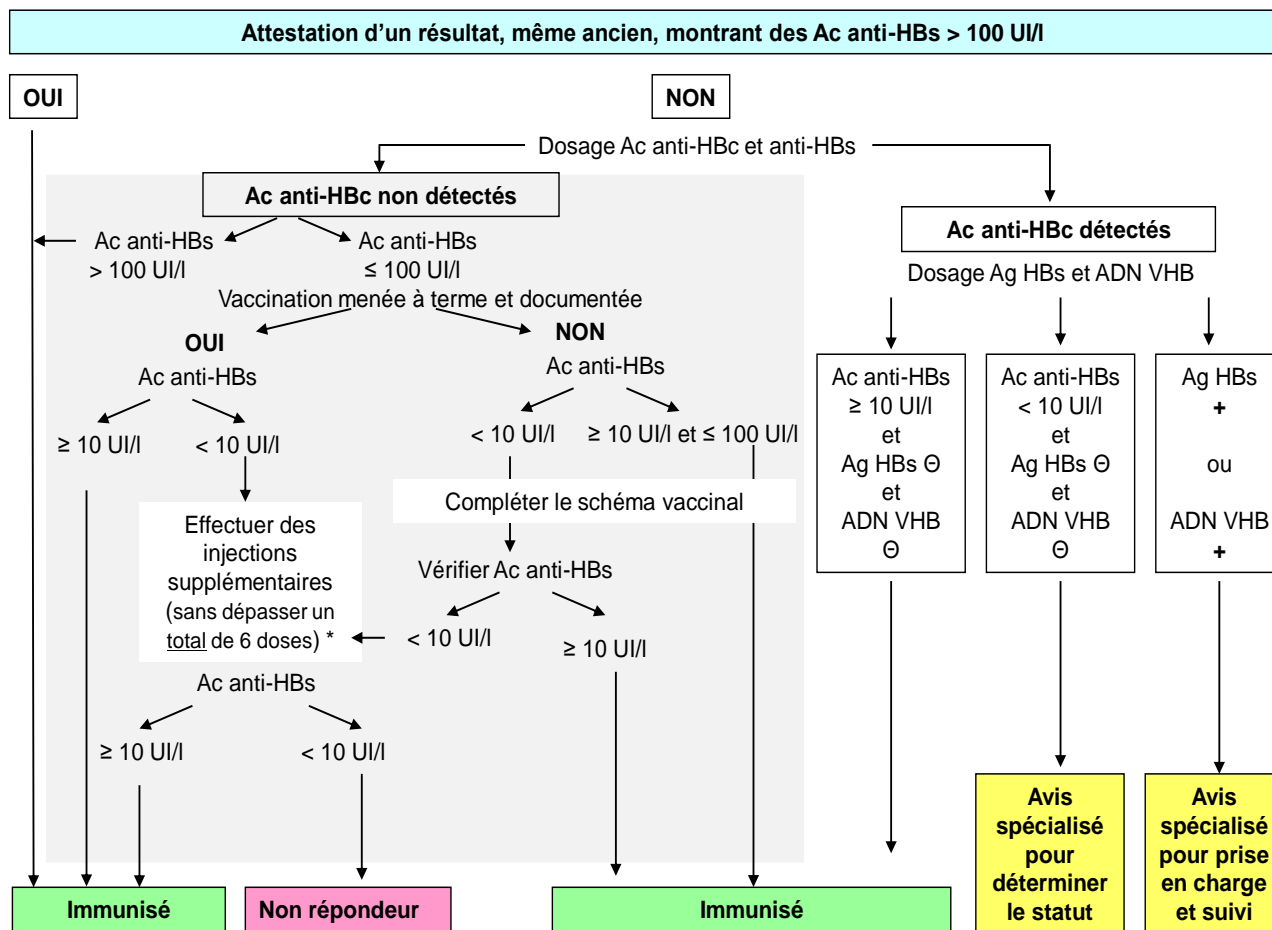 Attestation d'un résultat, même ancien, montrant des Ac anti-HBs > 100 UI/l
OUI
NON
Dosage Ac anti-HBc et anti-HBs
Ac anti-HBc non détectés
Ac anti-HBs
> 100 UI/l
Ac anti-HBs
≤ 100 UI/l
Vaccination menée à terme et documentée
OUI
Ac anti-HBs
≥ 10 UI/l
< 10 UI/l
Effectuer des
injections
supplémentaires
(sans dépasser un
total de 6 doses) *
Ac anti-HBs
≥ 10 UI/l
< 10 UI/l
NON
Ac anti-HBs
< 10 UI/l
≥ 10 UI/l et ≤ 100 UI/l
Compléter le schéma vaccinal
Vérifier Ac anti-HBs
< 10 UI/l
≥ 10 UI/l
Ac anti-HBc détectés
Dosage Ag HBs et ADN VHB
Ac anti-HBs
≥ 10 UI/l
et
Ag HBs Θ
et
ADN VHB
Θ
Ac anti-HBs
< 10 UI/l
et
Ag HBs Θ
et
ADN VHB
Θ
Ag HBs
+
ou
ADN VHB
+
Immunisé
Non répondeur
Immunisé
Avis
spécialisé
pour
déterminer
le statut
Avis
spécialisé
pour prise
en charge
et suivi